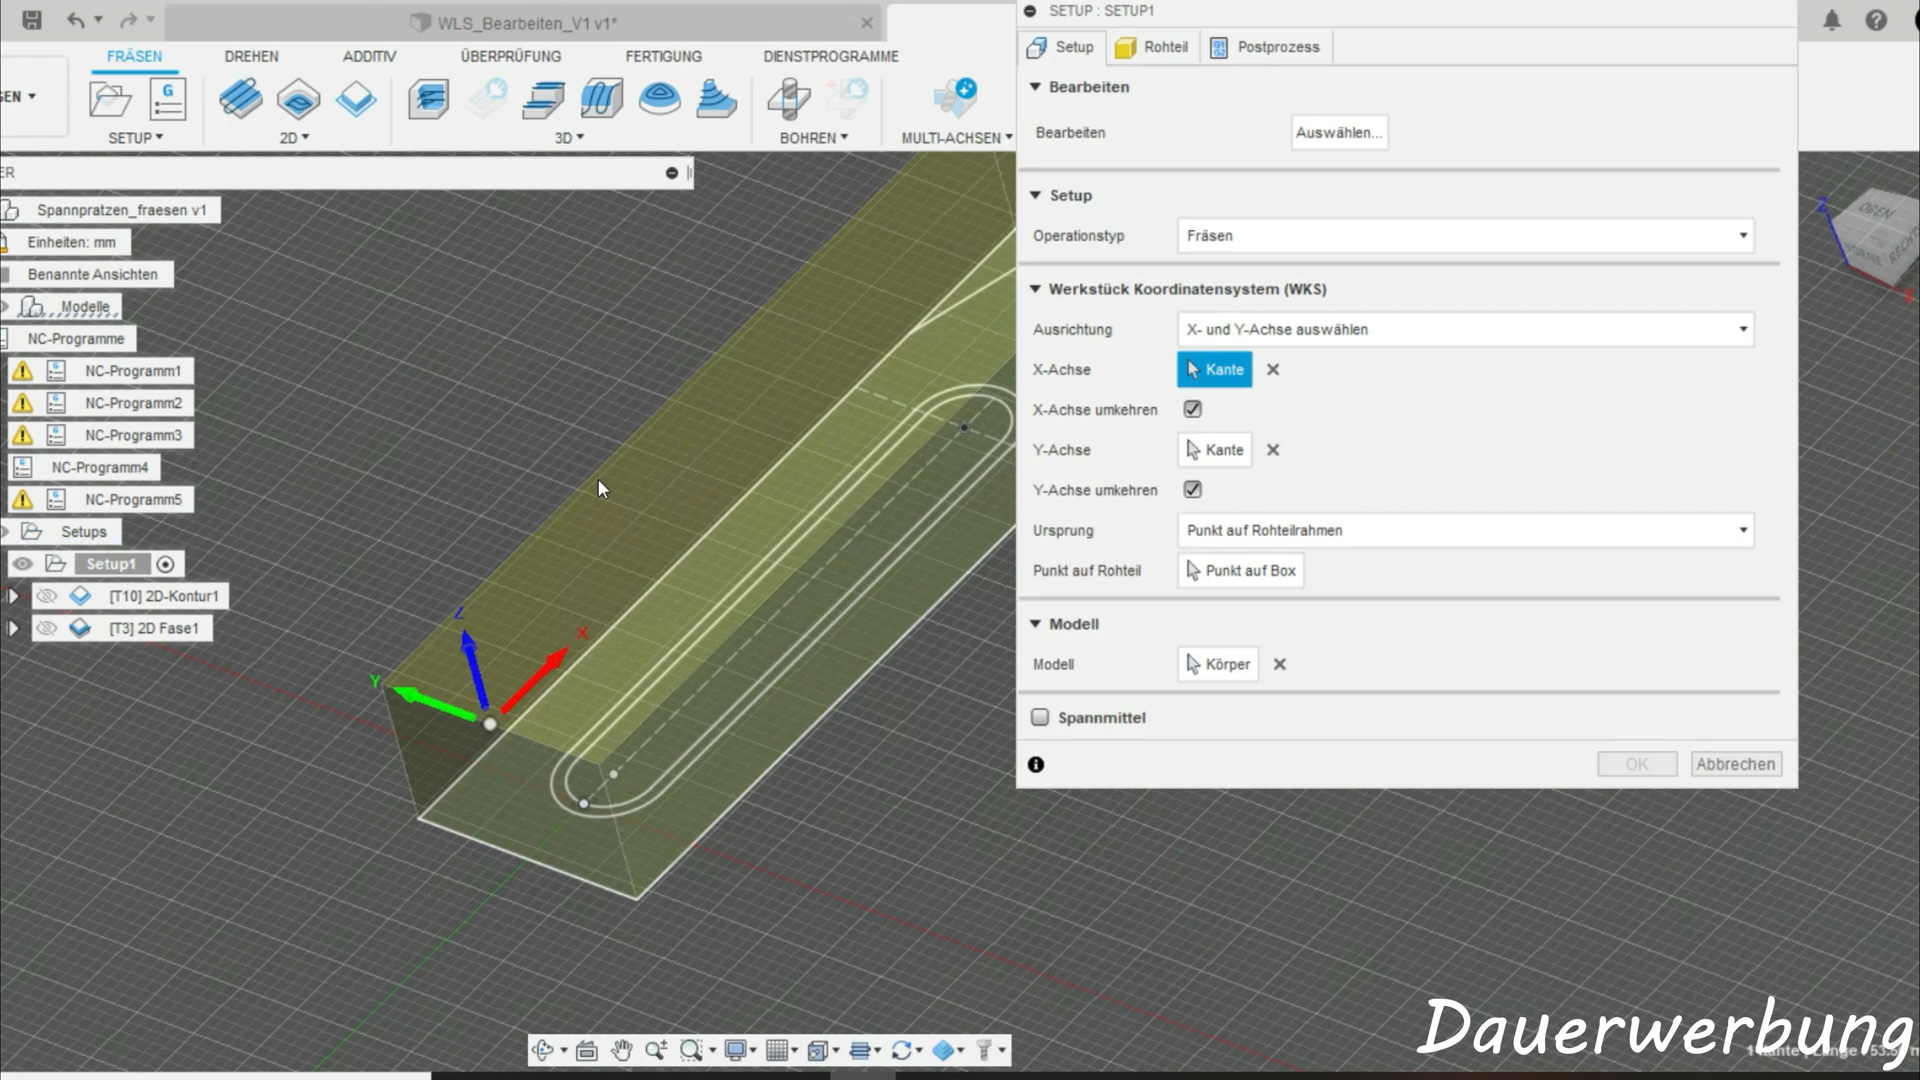 WLS_Bearbeiten_V1 v1*
FRÄSEN DREHEN ADDITIV ÜBERPRÜFUNG FERTIGUNG DIENSTPROGRAMME
SEN
G
SETUP 2D 3D BOHREN MULTI-ACHSEN
ER
Spannpratzen_fraesen v1
Einheiten: mm
Benannte Ansichten
Modelle
NC-Programme
NC-Programm1
NC-Programm2
NC-Programm3
NC-Programm4
NC-Programm5
Setups
Setup1
[T10] 2D-Kontur1
[T3] 2D Fase1
Z
X
Y
SETUP : SETUP1
Setup Rohteil Postprozess
Bearbeiten
Bearbeiten Auswählen...
Setup
Operationstyp Fräsen
Werkstück Koordinatensystem (WKS)
Ausrichtung X- und Y-Achse auswählen
X-Achse Kante
X-Achse umkehren
Y-Achse Kante
Y-Achse umkehren
Ursprung Punkt auf Rohteilrahmen
Punkt auf Rohteil Punkt auf Box
Modell
Modell Körper
Spannmittel
OK Abbrechen
Z
OBEN
VORNE
X
Dauerwerbung